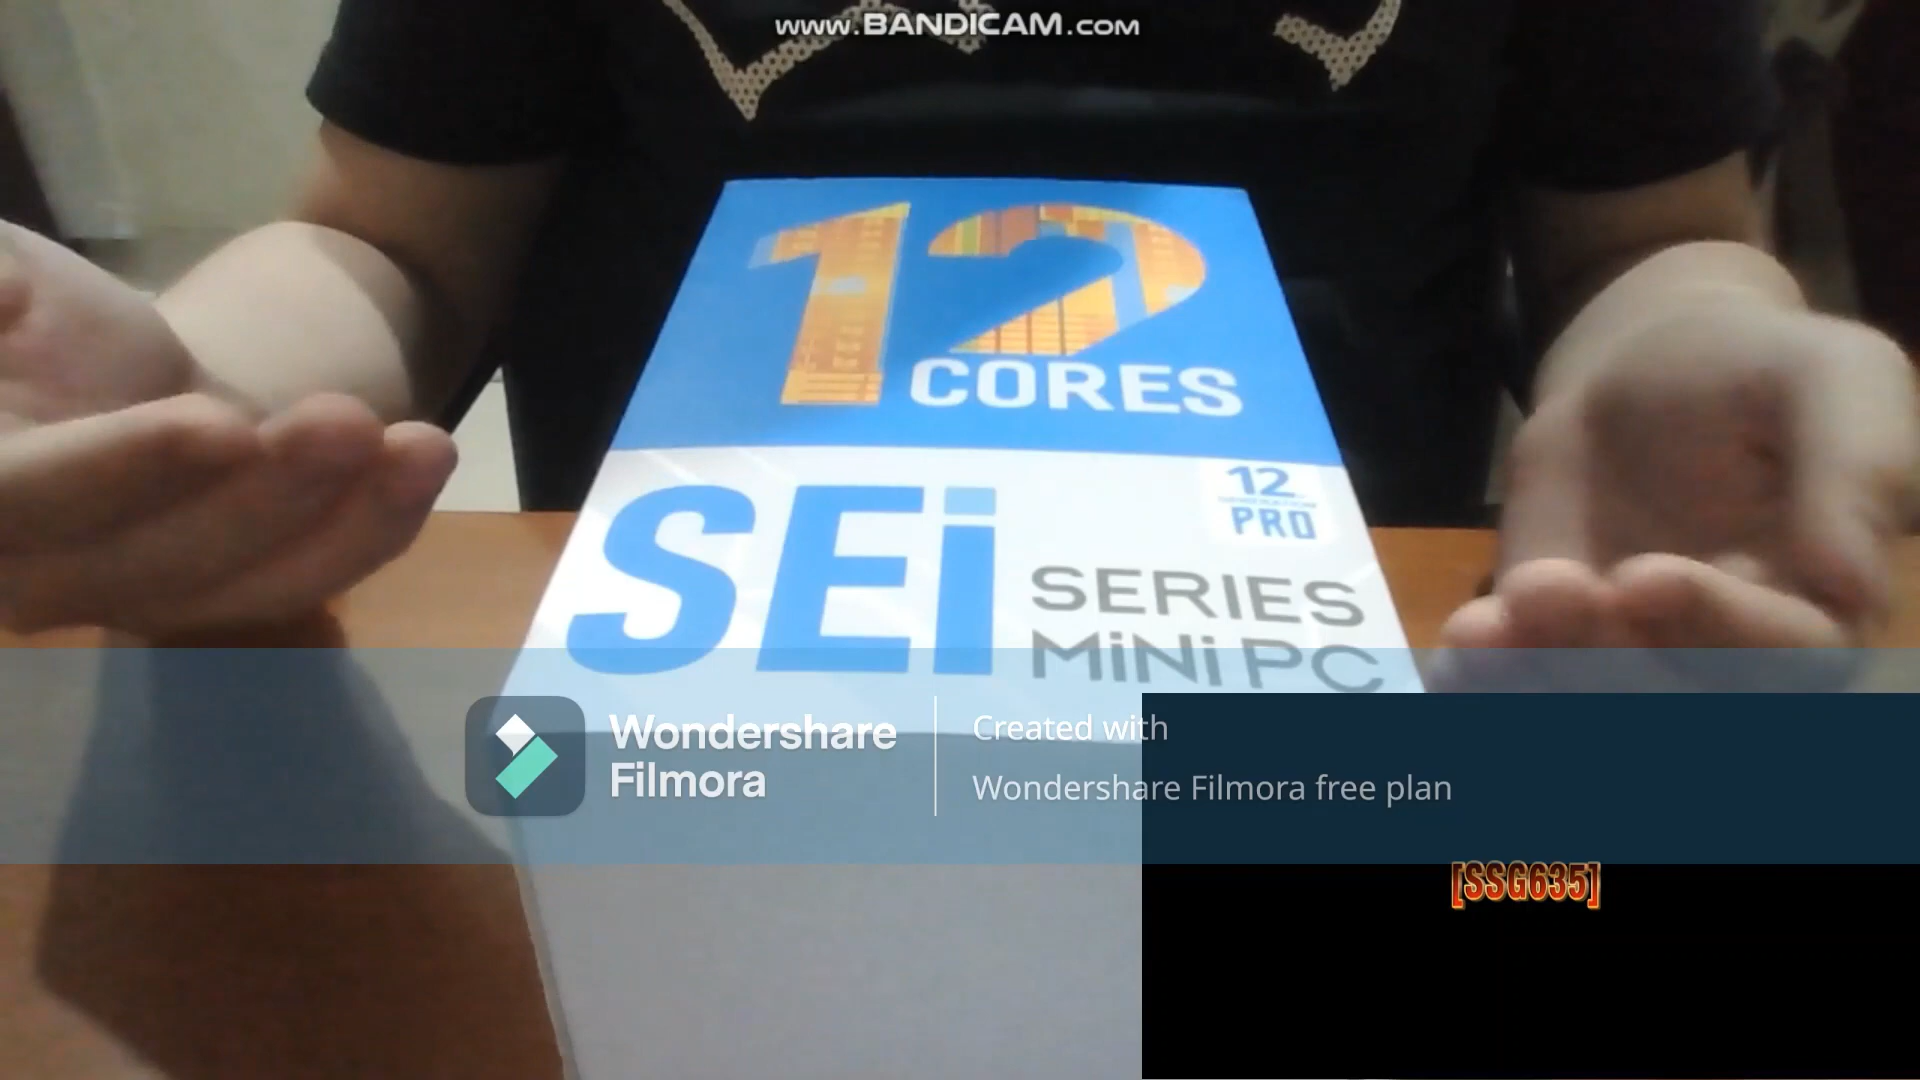 www.BANDICAM.com
12
CORES
SEi
12
PRO
SERIES
MiNi PC
Wondershare
Filmora
Created with
Wondershare Filmora free plan
[SSG635]